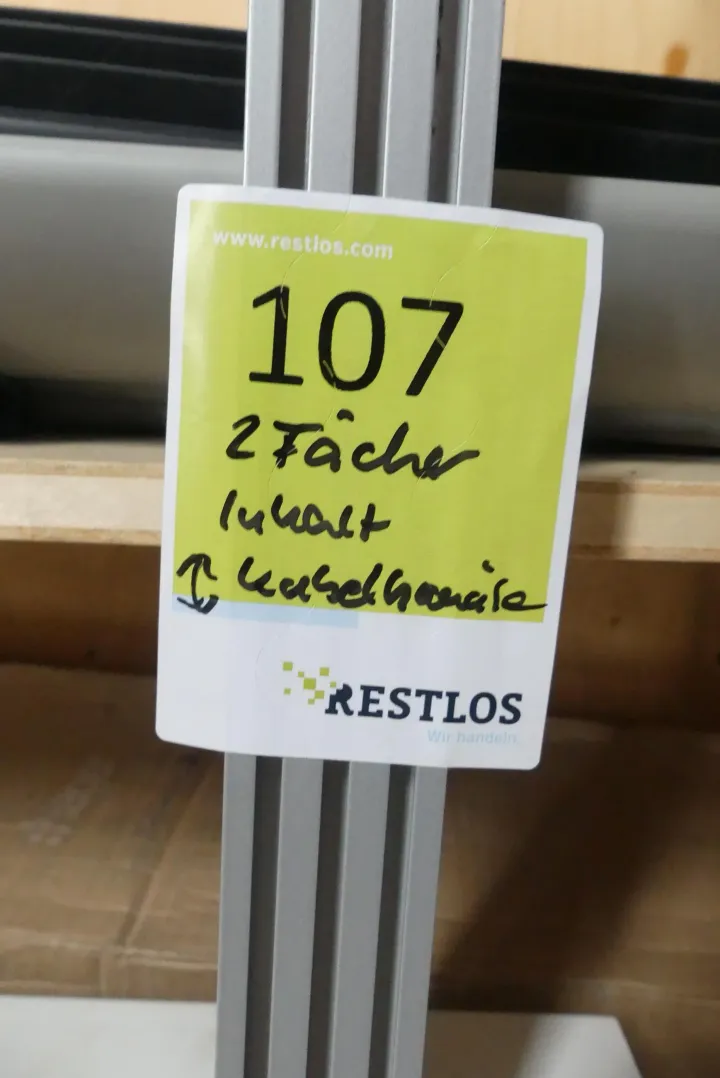 www.restlos.com
107
2 Fächer
Inhalt
↕ Kabelkanäle
RESTLOS
Wir handeln.